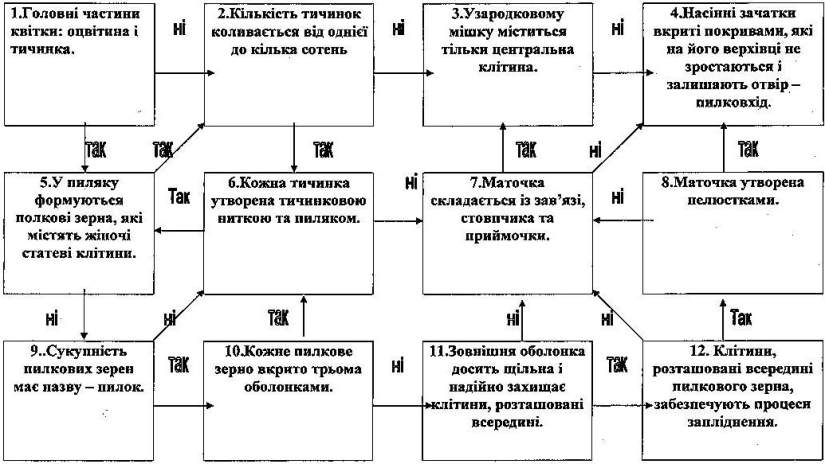 1.Головні частини
квітки: оцвітина і
тичинка.
ні
2.Кількість тичинок
коливається від однієї
до кілька сотень
ні
3.Узародковому
мішку міститься
тільки центральна
клітина.
ні
4.Насінні зачатки
вкриті покривами, які
на його верхівці не
зростаються і
залишають отвір –
пилковхід.
так
так
так
так
ні
так
5.У пиляку
формуються
полкові зерна, які
містять жіночі
статеві клітини.
Так
6.Кожна тичинка
утворена тичинковою
ниткою та пиляком.
ні
7.Маточка
складається із зав’язі,
стовпчика та
приймочки.
ні
8.Маточка утворена
пелюстками.
ні
ні
так
ні
ні
Так
9..Сукупність
пилкових зерен
має назву – пилок.
так
10.Кожне пилкове
зерно вкрито трьома
оболонками.
ні
11.Зовнішня оболонка
досить щільна і
надійно захищає
клітини, розташовані
всередині.
так
12. Клітини,
розташовані всередині
пилкового зерна,
забезпечують процеси
запліднення.